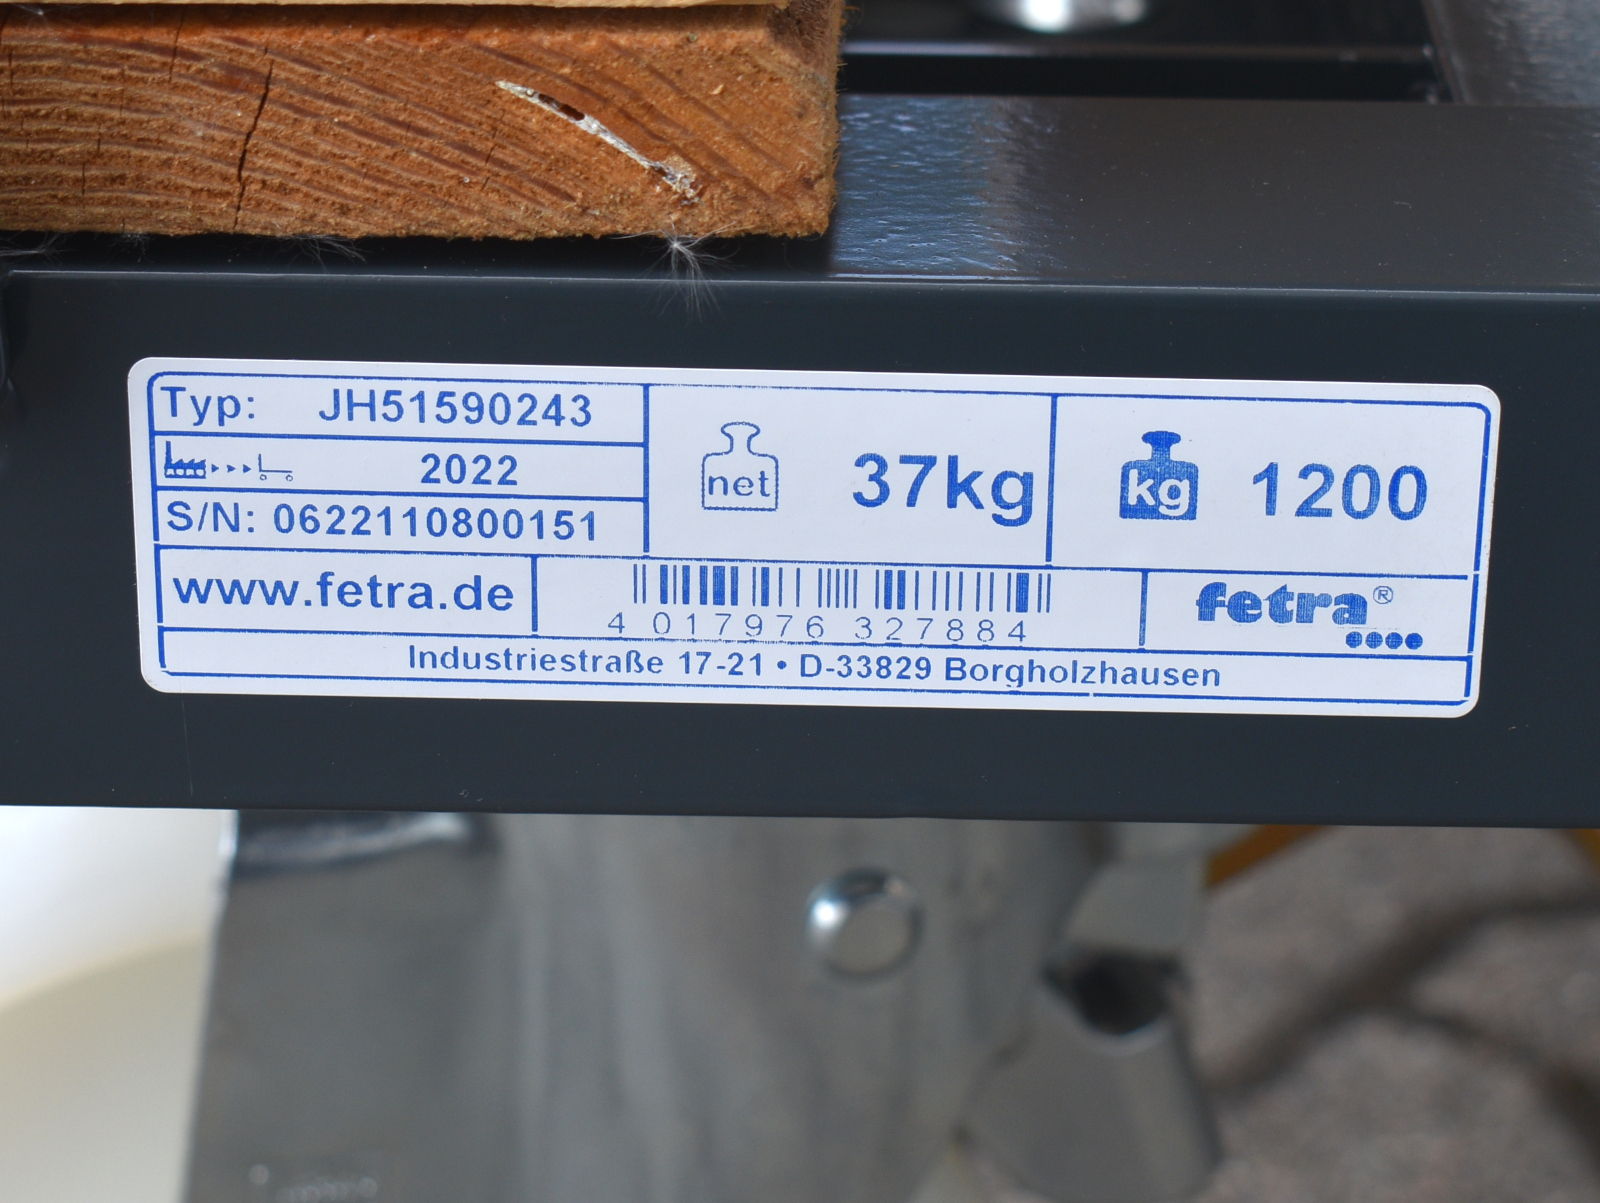 Typ: JH51590243
2022
S/N: 0622110800151
net 37kg
kg 1200
www.fetra.de
4 017976 327884
fetra®
Industriestraße 17-21 • D-33829 Borgholzhausen